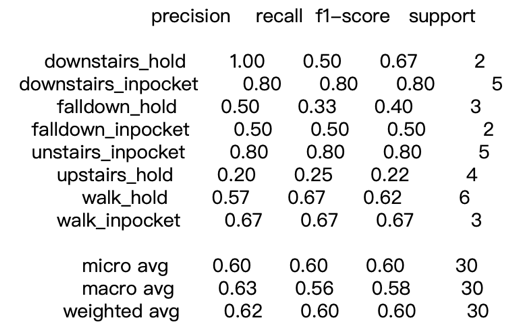 precision recall f1-score support
downstairs_hold 1.00 0.50 0.67 2
downstairs_inpocket 0.80 0.80 0.80 5
falldown_hold 0.50 0.33 0.40 3
falldown_inpocket 0.50 0.50 0.50 2
unstairs_inpocket 0.80 0.80 0.80 5
upstairs_hold 0.20 0.25 0.22 4
walk_hold 0.57 0.67 0.62 6
walk_inpocket 0.67 0.67 0.67 3
micro avg 0.60 0.60 0.60 30
macro avg 0.63 0.56 0.58 30
weighted avg 0.62 0.60 0.60 30